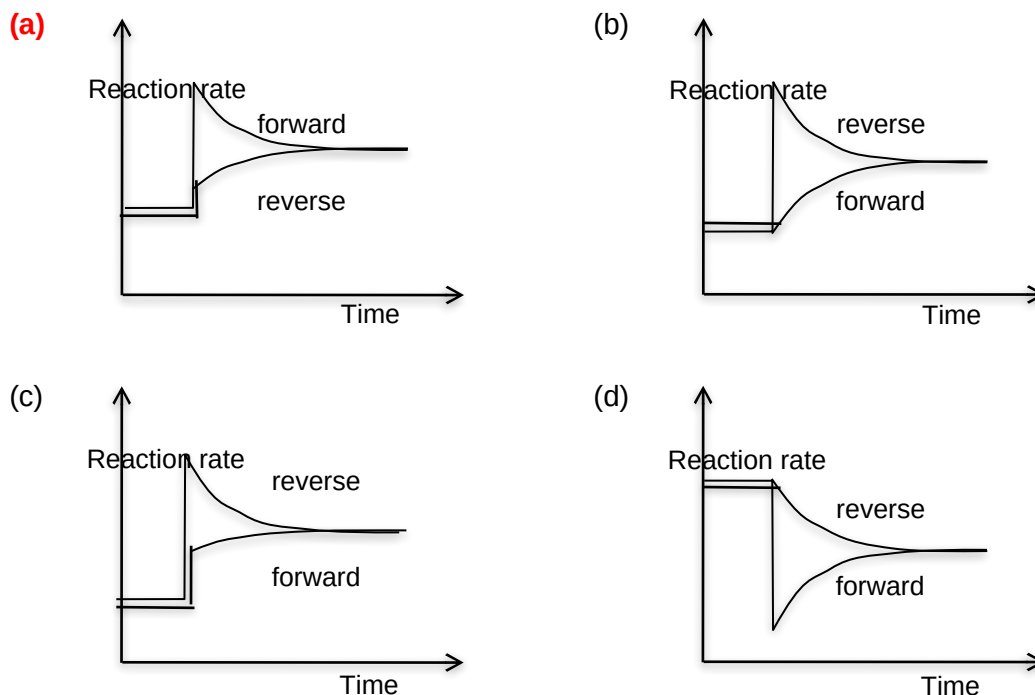 (a)
Reaction rate
forward
reverse
Time
(b)
Reaction rate
reverse
forward
Time
(c)
Reaction rate
reverse
forward
Time
(d)
Reaction rate
reverse
forward
Time